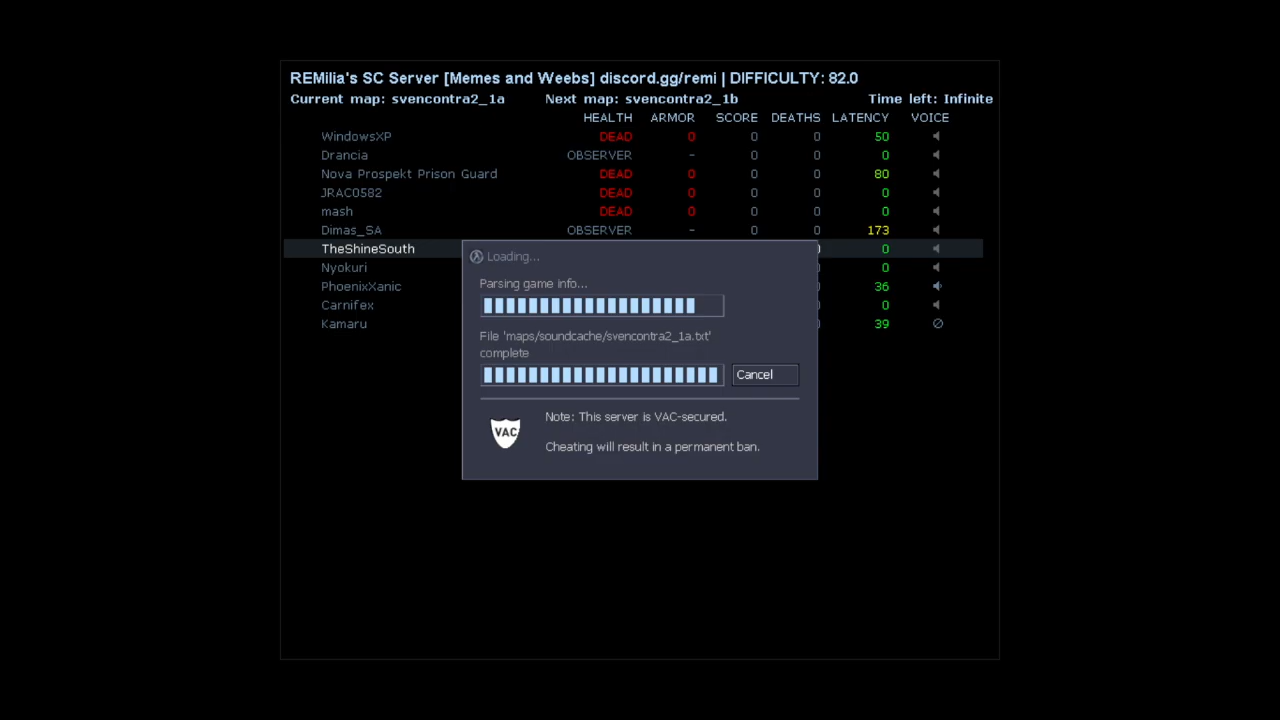 REMilia's SC Server [Memes and Weebs] discord.gg/remi | DIFFICULTY: 82.0
Current map: svencontra2_1a Next map: svencontra2_1b Time left: Infinite
HEALTH ARMOR SCORE DEATHS LATENCY VOICE
WindowsXP DEAD 0 0 0 50
Drancia OBSERVER - 0 0 0
Nova Prospekt Prison Guard DEAD 0 0 0 80
JRAC0582 DEAD 0 0 0 0
mash DEAD 0 0 0 0
Dimas_SA OBSERVER - 0 0 173
TheShineSouth 0
Nyokuri 0
PhoenixXanic 36
Carnifex 0
Kamaru 39
Loading...
Parsing game info...
File 'maps/soundcache/svencontra2_1a.txt'
complete
Cancel
VAC
Note: This server is VAC-secured.
Cheating will result in a permanent ban.